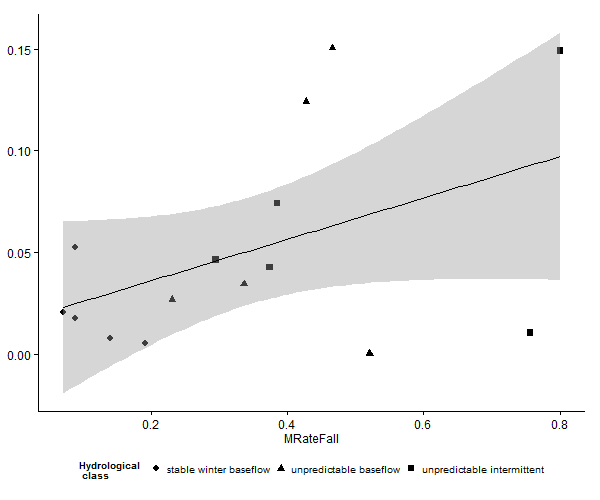 0.15
0.10
0.05
0.00
0.2 0.4 0.6 0.8
MRateFall
Hydrological
class
stable winter baseflow unpredictable baseflow unpredictable intermittent